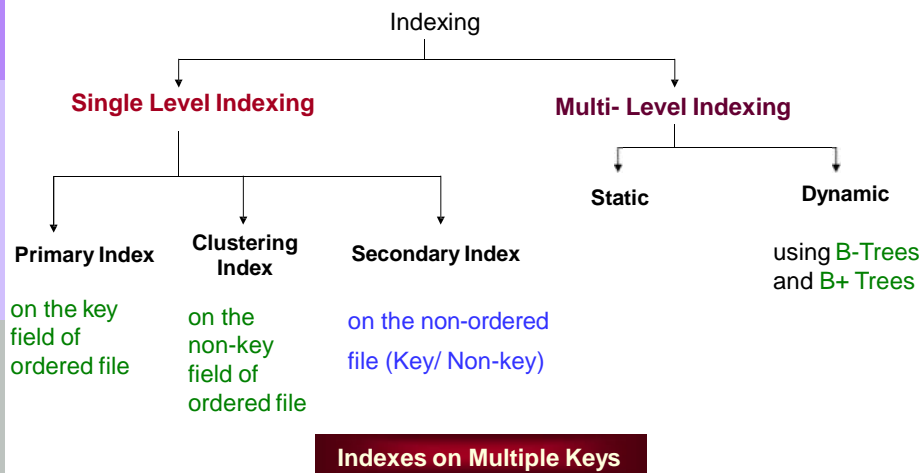 Indexing
Single Level Indexing
Multi- Level Indexing
Primary Index
on the key
field of
ordered file
Clustering
Index
on the
non-key
field of
ordered file
Secondary Index
on the non-ordered
file (Key/ Non-key)
Static
Dynamic
using B-Trees
and B+ Trees
Indexes on Multiple Keys